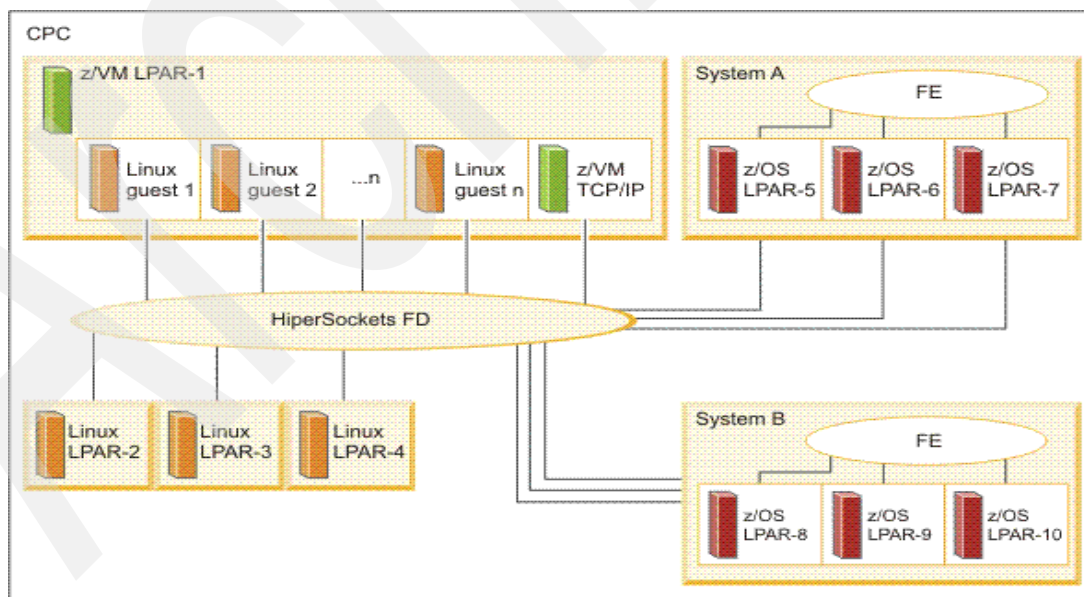 CPC
z/VM LPAR-1
Linux
guest 1
Linux
guest 2
...n
Linux
guest n
z/VM
TCP/IP
System A
FE
z/OS
LPAR-5
z/OS
LPAR-6
z/OS
LPAR-7
HiperSockets FD
Linux
LPAR-2
Linux
LPAR-3
Linux
LPAR-4
System B
FE
z/OS
LPAR-8
z/OS
LPAR-9
z/OS
LPAR-10